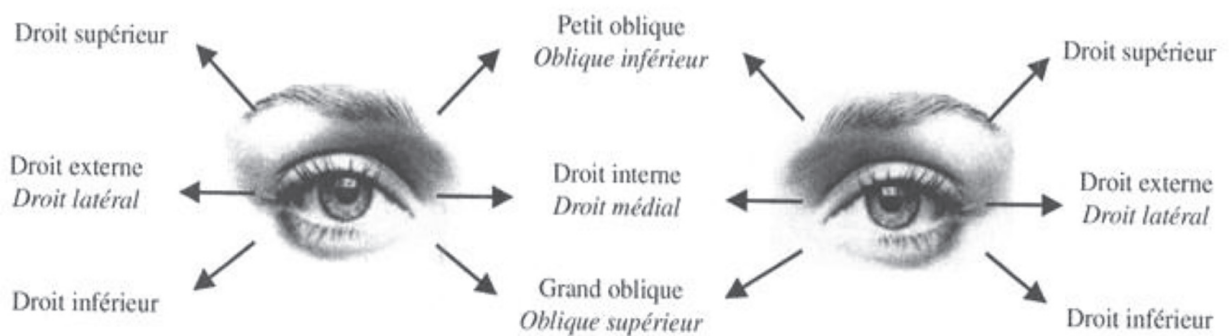 Droit supérieur
Petit oblique
Oblique inférieur
Droit supérieur
Droit externe
Droit latéral
Droit interne
Droit médial
Droit externe
Droit latéral
Droit inférieur
Grand oblique
Oblique supérieur
Droit inférieur